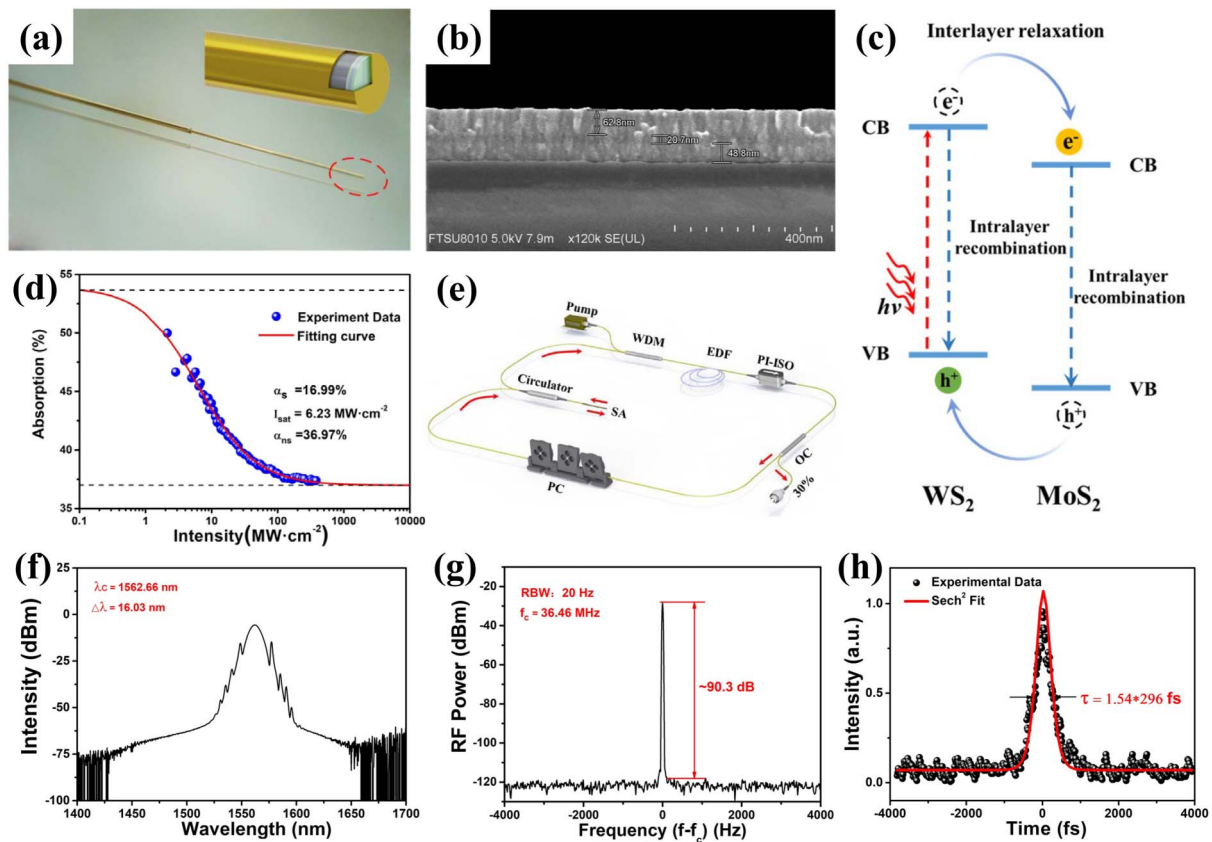 (a)
(b)
62.8nm
20.7nm
48.8nm
FTSU8010 5.0kV 7.9m x120k SE(UL)
400nm
(c)
Interlayer relaxation
e⁻
CB
e⁻
CB
Intralayer
recombination
Intralayer
recombination
hν
VB
h⁺
VB
h⁺
WS₂
MoS₂
(d)
Absorption (%)
55
50
45
40
35
Experiment Data
Fitting curve
αs =16.99%
Isat = 6.23 MW·cm⁻²
αns =36.97%
0.1
1
10
100
1000
10000
Intensity(MW·cm⁻²)
(e)
Pump
WDM
EDF
PI-ISO
Circulator
SA
OC
30%
PC
(f)
Intensity (dBm)
25
0
-25
-50
-75
-100
λc = 1562.66 nm
△λ = 16.03 nm
1400
1450
1500
1550
1600
1650
1700
Wavelength (nm)
(g)
RF Power (dBm)
-20
-40
-60
-80
-100
-120
RBW: 20 Hz
fc = 36.46 MHz
~90.3 dB
-4000
-2000
0
2000
4000
Frequency (f-fc) (Hz)
(h)
Intensity (a.u.)
1.0
0.5
0.0
Experimental Data
Sech² Fit
τ = 1.54*296 fs
-4000
-2000
0
2000
4000
Time (fs)